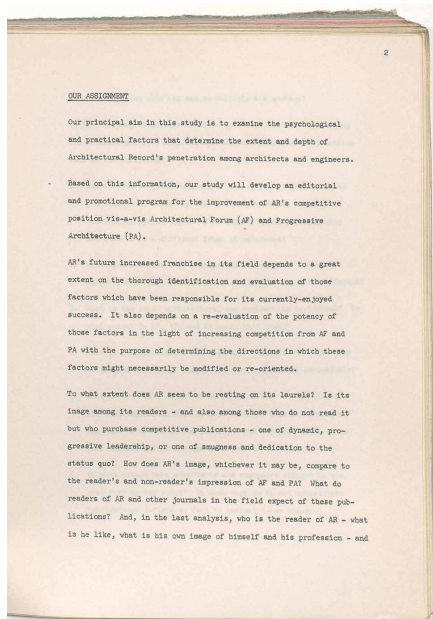 2
OUR ASSIGNMENT
Our principal aim in this study is to examine the psychological
and practical factors that determine the extent and depth of
Architectural Record's penetration among architects and engineers.
Based on this information, our study will develop an editorial
and promotional program for the improvement of AR's competitive
position vis-a-vis Architectural Forum (AF) and Progressive
Architecture (PA).
AR's future increased franchise in its field depends to a great
extent on the thorough identification and evaluation of those
factors which have been responsible for its currently-enjoyed
success. It also depends on a re-evaluation of the potency of
those factors in the light of increasing competition from AF and
PA with the purpose of determining the directions in which these
factors might necessarily be modified or re-oriented.
To what extent does AR seem to be resting on its laurels? Is its
image among its readers - and also among those who do not read it
but who purchase competitive publications - one of dynamic, pro-
gressive leadership, or one of smugness and dedication to the
status quo? How does AR's image, whichever it may be, compare to
the reader's and non-reader's impression of AF and PA? What do
readers of AR and other journals in the field expect of these pub-
lications? And, in the last analysis, who is the reader of AR - what
is he like, what is his own image of himself and his profession - and